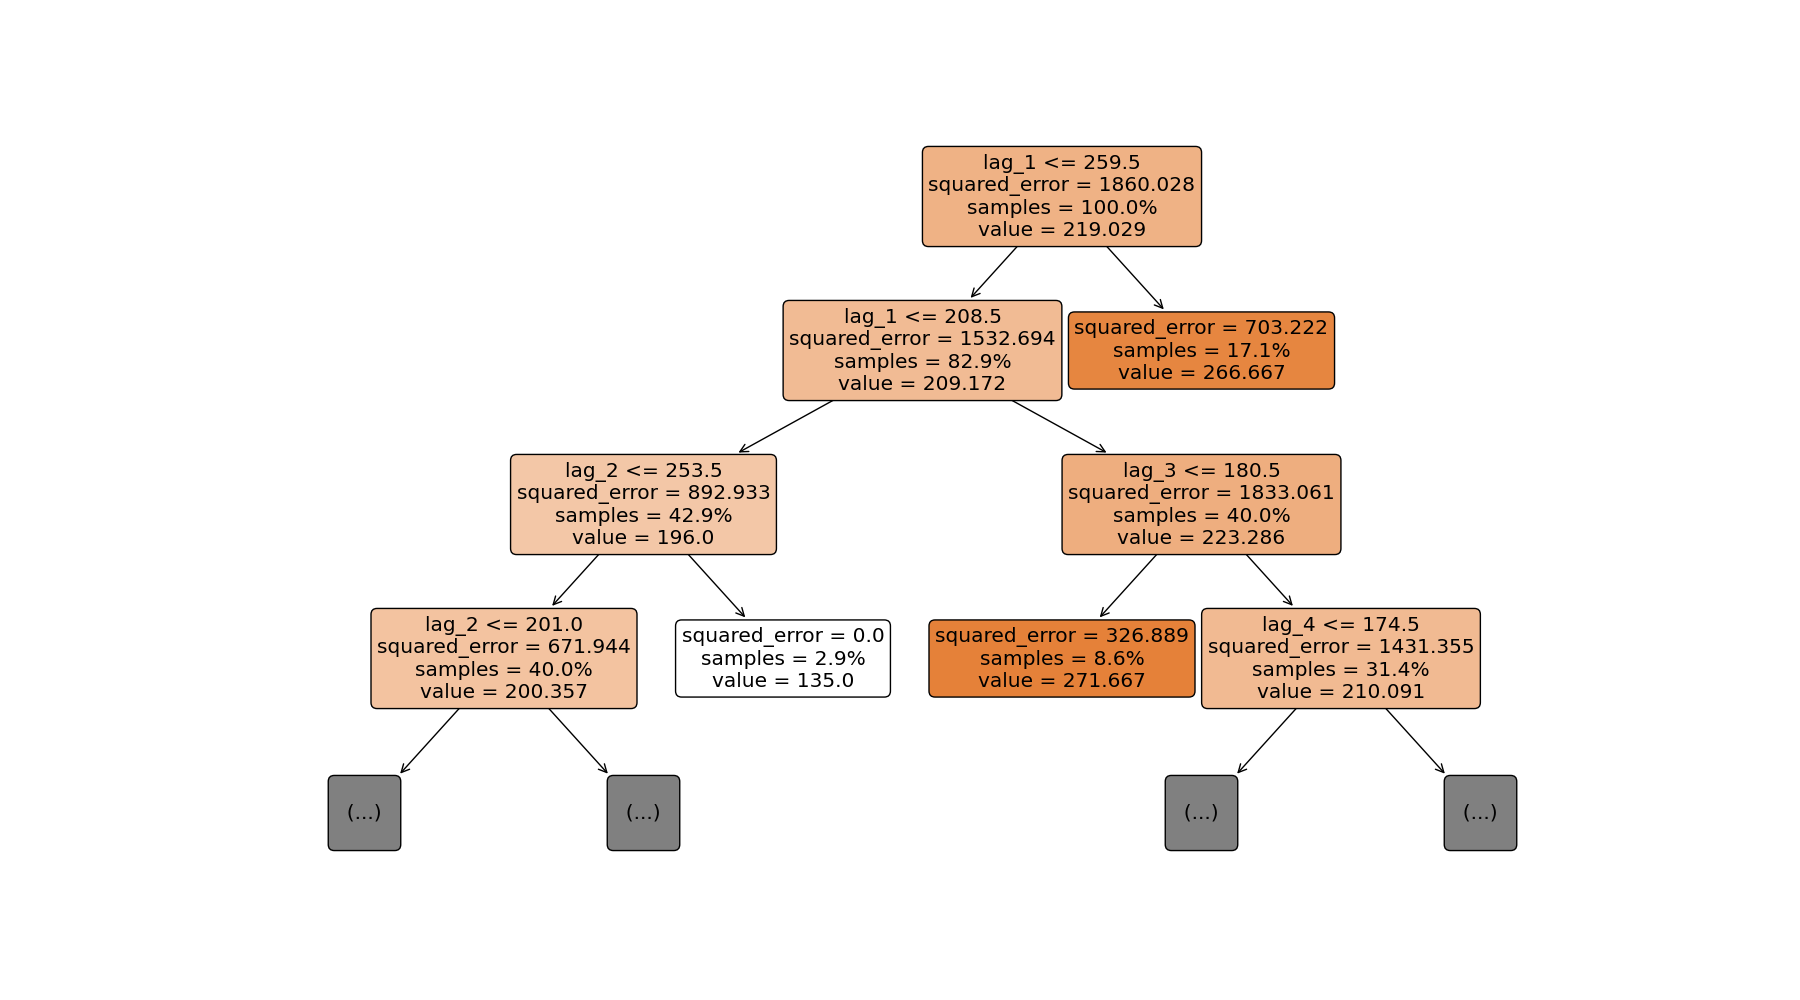 lag_1 <= 259.5
squared_error = 1860.028
samples = 100.0%
value = 219.029
lag_1 <= 208.5
squared_error = 1532.694
samples = 82.9%
value = 209.172
squared_error = 703.222
samples = 17.1%
value = 266.667
lag_2 <= 253.5
squared_error = 892.933
samples = 42.9%
value = 196.0
lag_3 <= 180.5
squared_error = 1833.061
samples = 40.0%
value = 223.286
lag_2 <= 201.0
squared_error = 671.944
samples = 40.0%
value = 200.357
squared_error = 0.0
samples = 2.9%
value = 135.0
squared_error = 326.889
samples = 8.6%
value = 271.667
lag_4 <= 174.5
squared_error = 1431.355
samples = 31.4%
value = 210.091
(...)
(...)
(...)
(...)